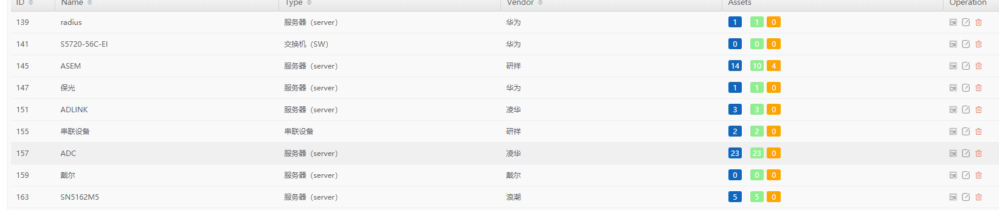 ID Name Type Vendor Assets Operation
139 radius 服务器（server） 华为 1 1 0
141 S5720-56C-EI 交换机（SW） 华为 0 0 0
145 ASEM 服务器（server） 研祥 14 10 4
147 保光 服务器（server） 华为 1 1 0
151 ADLINK 服务器（server） 凌华 3 3 0
155 串联设备 串联设备 研祥 2 2 0
157 ADC 服务器（server） 凌华 23 23 0
159 戴尔 服务器（server） 戴尔 0 0 0
163 SN5162M5 服务器（server） 浪潮 5 5 0